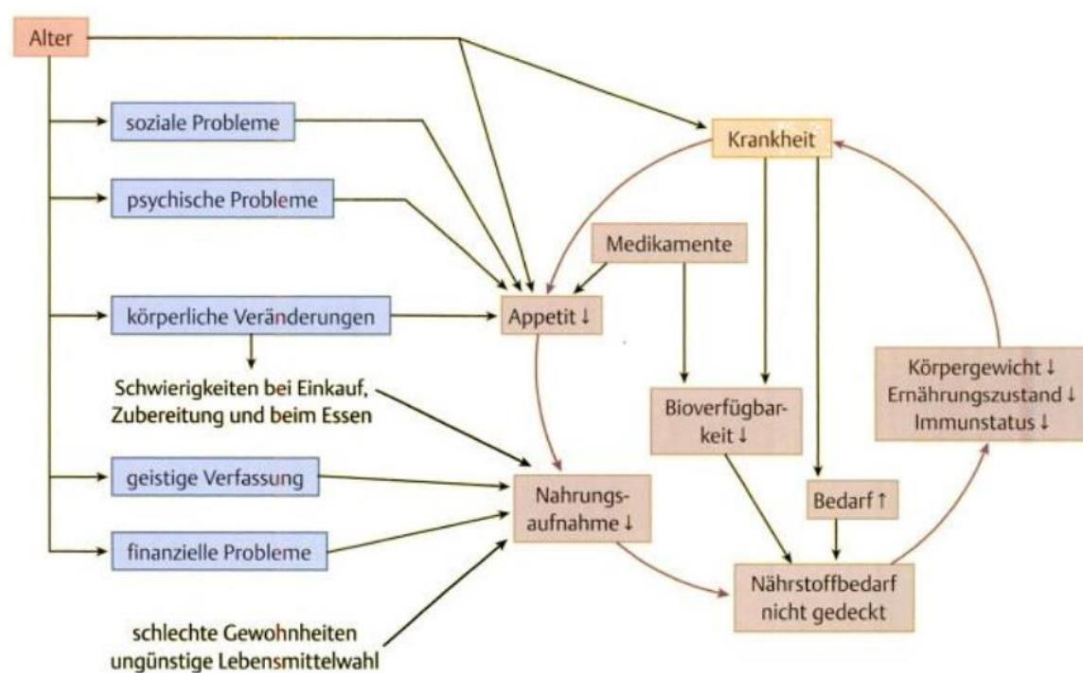 Alter
soziale Probleme
Krankheit
psychische Probleme
Medikamente
körperliche Veränderungen
Appetit ↓
Schwierigkeiten bei Einkauf,
Zubereitung und beim Essen
Körpergewicht ↓
Ernährungszustand ↓
Immunstatus ↓
Bioverfügbar-
keit ↓
geistige Verfassung
Nahrungs-
aufnahme ↓
Bedarf ↑
finanzielle Probleme
Nährstoffbedarf
nicht gedeckt
schlechte Gewohnheiten
ungünstige Lebensmittelwahl